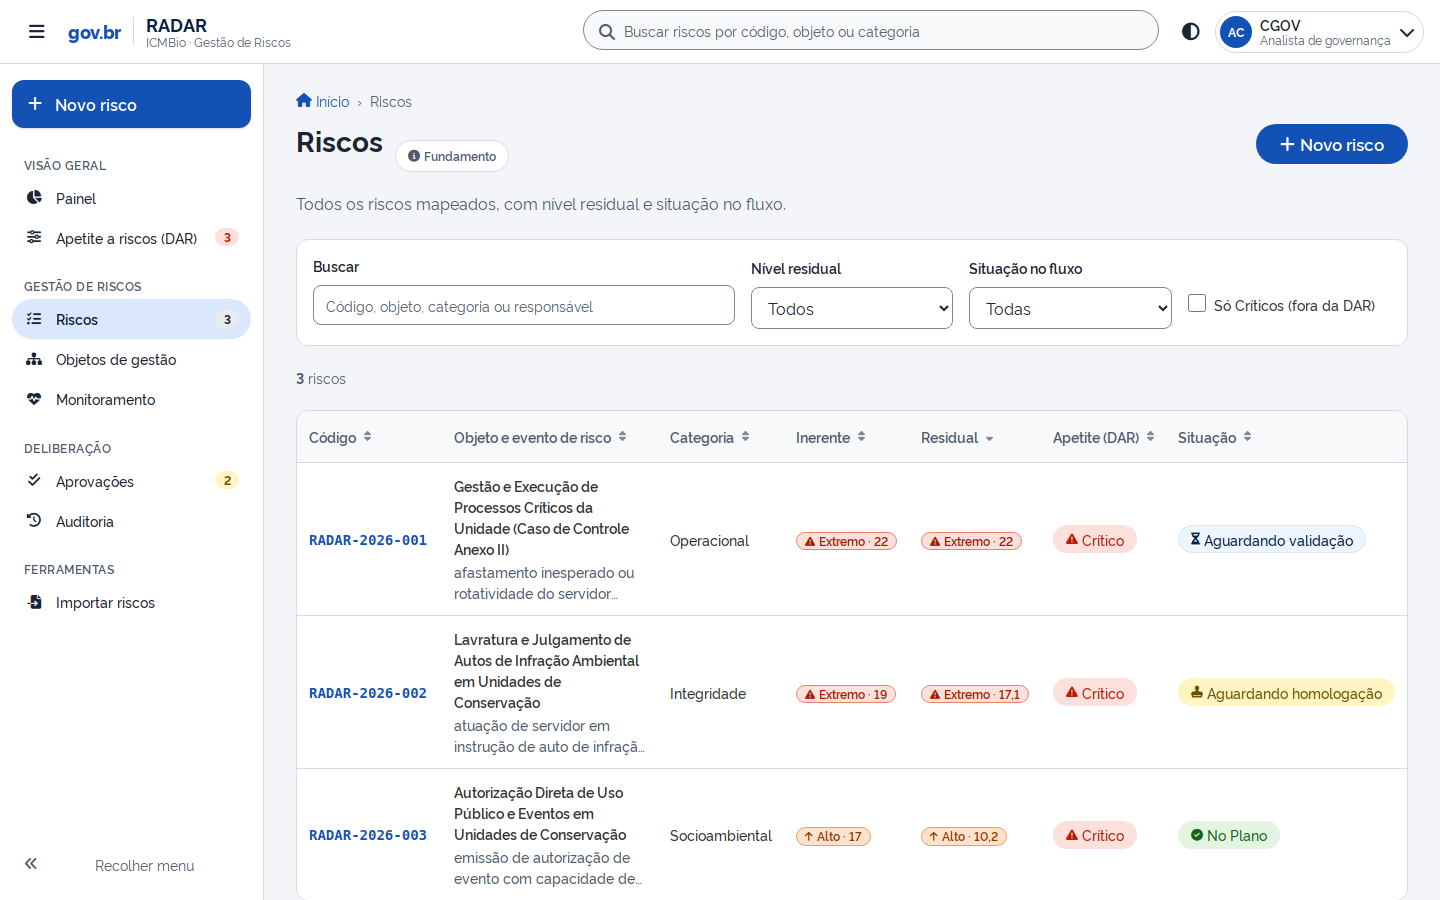 gov.br
RADAR
ICMBio · Gestão de Riscos
Buscar riscos por código, objeto ou categoria
AC
CGOV
Analista de governança
Novo risco
VISÃO GERAL
Painel
Apetite a riscos (DAR) 3
GESTÃO DE RISCOS
Riscos 3
Objetos de gestão
Monitoramento
DELIBERAÇÃO
Aprovações 2
Auditoria
FERRAMENTAS
Importar riscos
Recolher menu
Início › Riscos
Riscos
Fundamento
Novo risco
Todos os riscos mapeados, com nível residual e situação no fluxo.
Buscar
Código, objeto, categoria ou responsável
Nível residual
Todos
Situação no fluxo
Todas
Só Críticos (fora da DAR)
3 riscos
Código Objeto e evento de risco Categoria Inerente Residual Apetite (DAR) Situação
RADAR-2026-001
Gestão e Execução de
Processos Críticos da
Unidade (Caso de Controle
Anexo II)
afastamento inesperado ou
rotatividade do servidor…
Operacional
Extremo · 22
Extremo · 22
Crítico
Aguardando validação
RADAR-2026-002
Lavratura e Julgamento de
Autos de Infração Ambiental
em Unidades de
Conservação
atuação de servidor em
instrução de auto de infraçã…
Integridade
Extremo · 19
Extremo · 17,1
Crítico
Aguardando homologação
RADAR-2026-003
Autorização Direta de Uso
Público e Eventos em
Unidades de Conservação
emissão de autorização de
evento com capacidade de…
Socioambiental
Alto · 17
Alto · 10,2
Crítico
No Plano